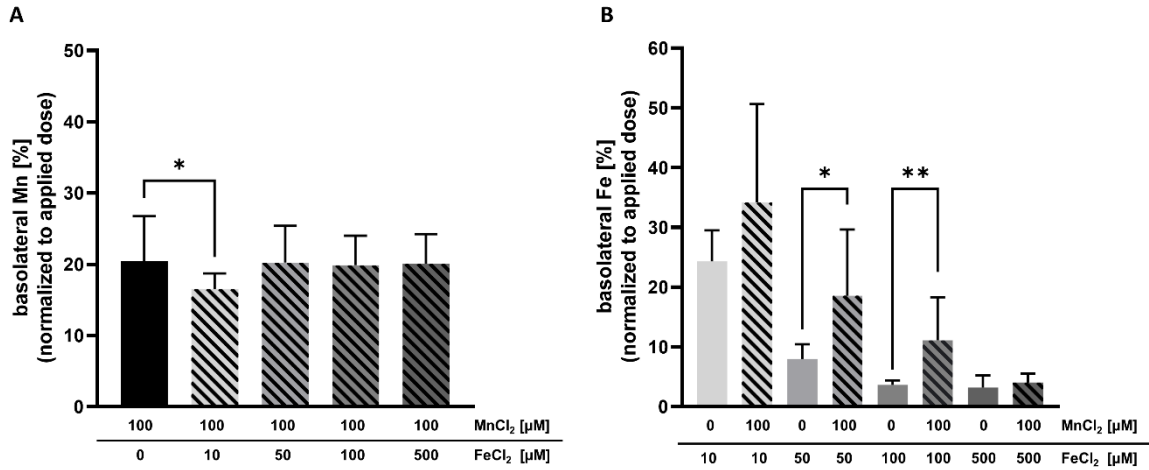 A
basolateral Mn [%]
(normalized to applied dose)
50
40
30
20
10
0
*
100 100 100 100 100 MnCl₂ [µM]
0 10 50 100 500 FeCl₂ [µM]
B
basolateral Fe [%]
(normalized to applied dose)
60
50
40
30
20
10
0
*
**
0 100 0 100 0 100 0 100 MnCl₂ [µM]
10 10 50 50 100 100 500 500 FeCl₂ [µM]